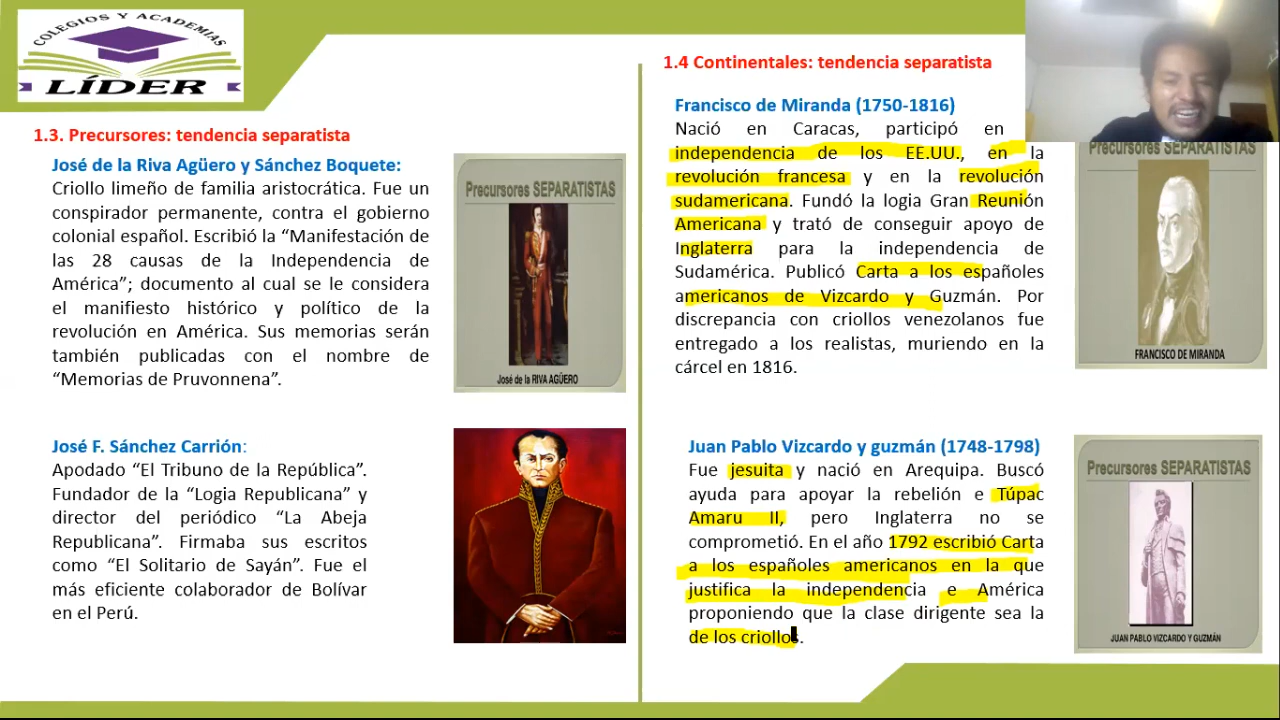 COLEGIOS Y ACADEMIAS
LÍDER
1.3. Precursores: tendencia separatista
José de la Riva Agüero y Sánchez Boquete:
Criollo limeño de familia aristocrática. Fue un
conspirador permanente, contra el gobierno
colonial español. Escribió la “Manifestación de
las 28 causas de la Independencia de
América”; documento al cual se le considera
el manifiesto histórico y político de la
revolución en América. Sus memorias serán
también publicadas con el nombre de
“Memorias de Pruvonnena”.
Precursores SEPARATISTAS
José de la RIVA AGÜERO
José F. Sánchez Carrión:
Apodado “El Tribuno de la República”.
Fundador de la “Logia Republicana” y
director del periódico “La Abeja
Republicana”. Firmaba sus escritos
como “El Solitario de Sayán”. Fue el
más eficiente colaborador de Bolívar
en el Perú.
1.4 Continentales: tendencia separatista
Francisco de Miranda (1750-1816)
Nació en Caracas, participó en
independencia de los EE.UU., en la
revolución francesa y en la revolución
sudamericana. Fundó la logia Gran Reunión
Americana y trató de conseguir apoyo de
Inglaterra para la independencia de
Sudamérica. Publicó Carta a los españoles
americanos de Vizcardo y Guzmán. Por
discrepancia con criollos venezolanos fue
entregado a los realistas, muriendo en la
cárcel en 1816.
Precursores SEPARATISTAS
FRANCISCO DE MIRANDA
Juan Pablo Vizcardo y guzmán (1748-1798)
Fue jesuita y nació en Arequipa. Buscó
ayuda para apoyar la rebelión e Túpac
Amaru II, pero Inglaterra no se
comprometió. En el año 1792 escribió Carta
a los españoles americanos en la que
justifica la independencia e América
proponiendo que la clase dirigente sea la
de los criollos.
Precursores SEPARATISTAS
JUAN PABLO VIZCARDO Y GUZMÁN